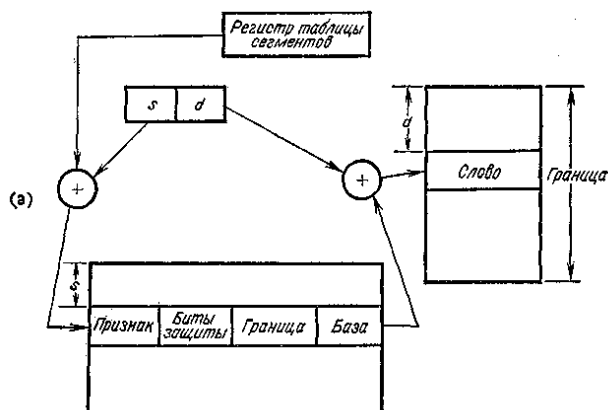 Регистр таблицы
сегментов
s d
d
Слово
Граница
(а)
+
+
s
Признак Биты защиты Граница База